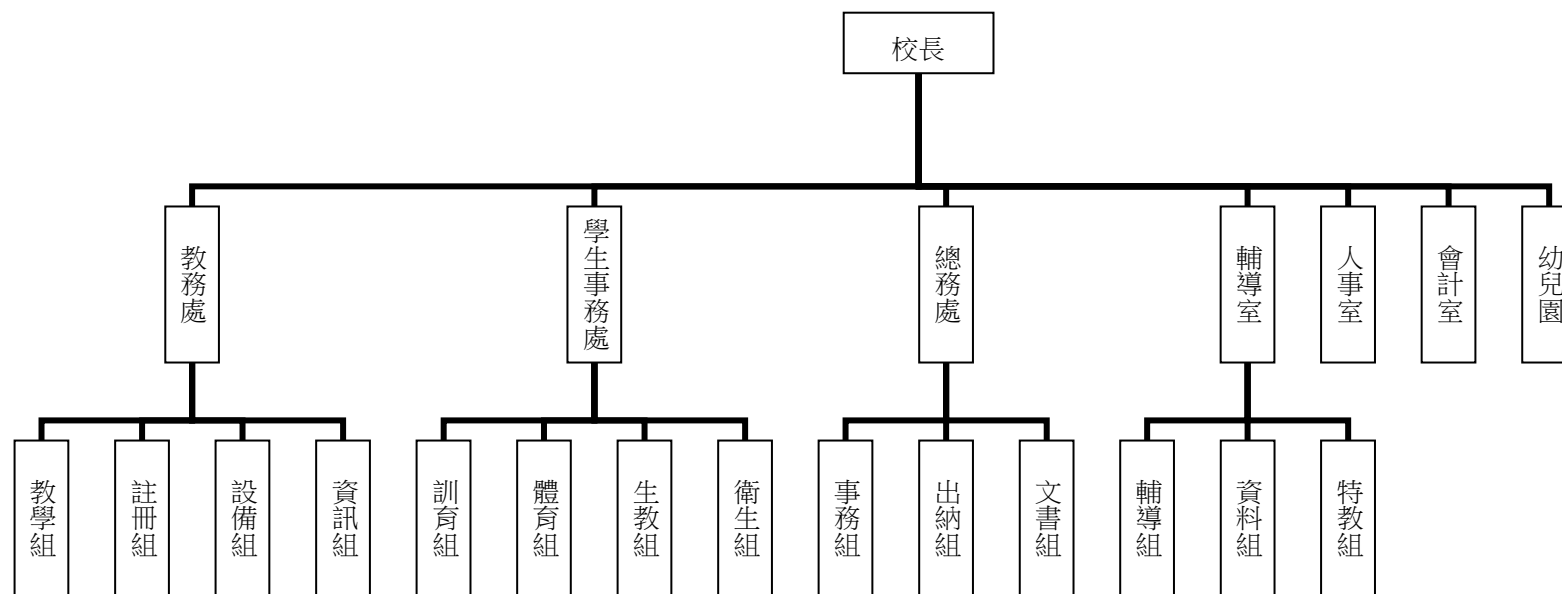 校長
教務處
學生事務處
總務處
輔導室
人事室
會計室
幼兒園
教學組
註冊組
設備組
資訊組
訓育組
體育組
生教組
衛生組
事務組
出納組
文書組
輔導組
資料組
特教組